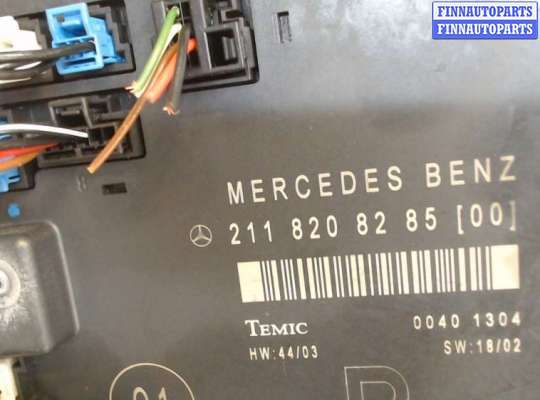 FINNAUTOPARTS
FINNAUTOPARTS
MERCEDES BENZ
211 820 82 85 [00]
TEMIC 0040 1304
HW:44/03 SW:18/02